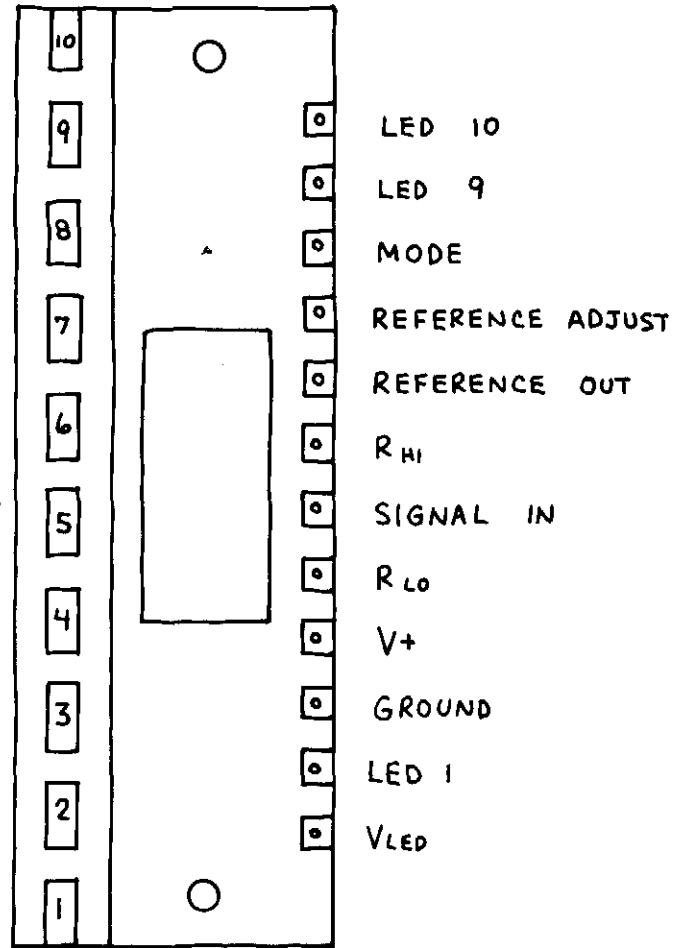 10
9
8
7
6
5
4
3
2
1
LED 10
LED 9
MODE
REFERENCE ADJUST
REFERENCE OUT
R HI
SIGNAL IN
R LO
V+
GROUND
LED 1
VLED